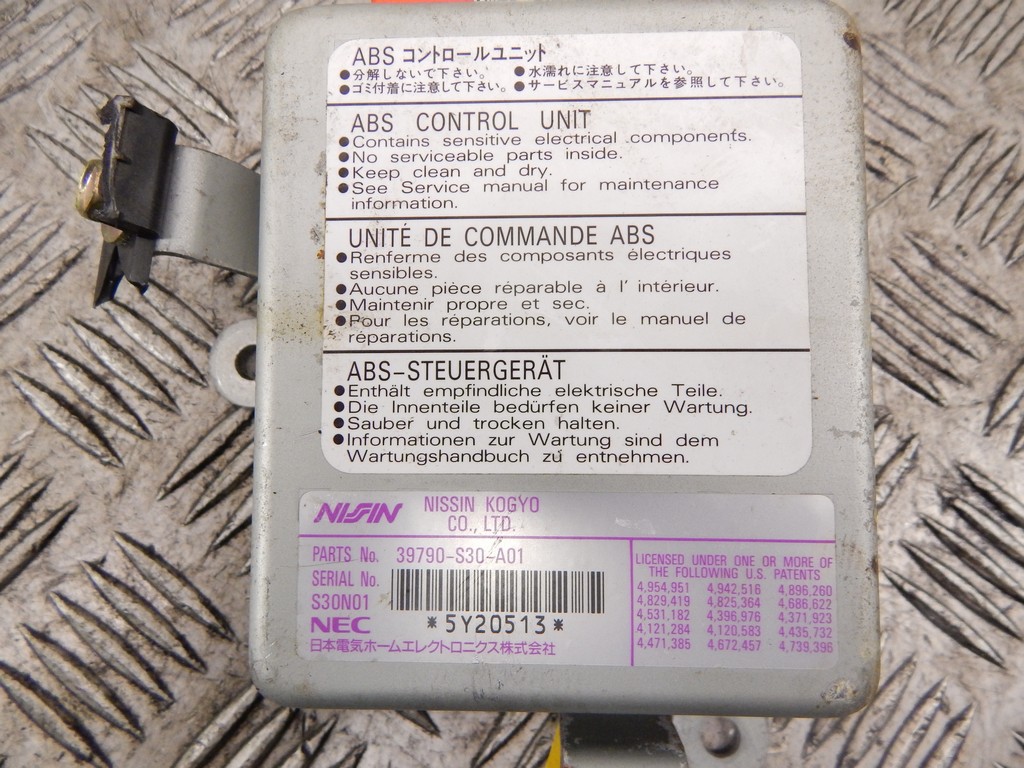 ABS コントロールユニット
●分解しないで下さい。 ●水濡れに注意して下さい。
●ゴミ付着に注意して下さい。 ●サービスマニュアルを参照して下さい。
ABS CONTROL UNIT
●Contains sensitive electrical components.
●No serviceable parts inside.
●Keep clean and dry.
●See Service manual for maintenance
information.
UNITÉ DE COMMANDE ABS
●Renferme des composants électriques
sensibles.
●Aucune pièce réparable à l' intérieur.
●Maintenir propre et sec.
●Pour les réparations, voir le manuel de
réparations.
ABS-STEUERGERÄT
●Enthält empfindliche elektrische Teile.
●Die Innenteile bedürfen keiner Wartung.
●Sauber und trocken halten.
●Informationen zur Wartung sind dem
Wartungshandbuch zu entnehmen.
NISSIN NISSIN KOGYO
CO., LTD.
PARTS No. 39790-S30-A01
SERIAL No.
S30N01
NEC *5Y20513*
日本電気ホームエレクトロニクス株式会社
LICENSED UNDER ONE OR MORE OF
THE FOLLOWING U.S. PATENTS
4,954,951 4,942,516 4,896,260
4,829,419 4,825,364 4,686,622
4,531,182 4,396,976 4,371,923
4,121,284 4,120,583 4,435,732
4,471,385 4,672,457 4,739,396